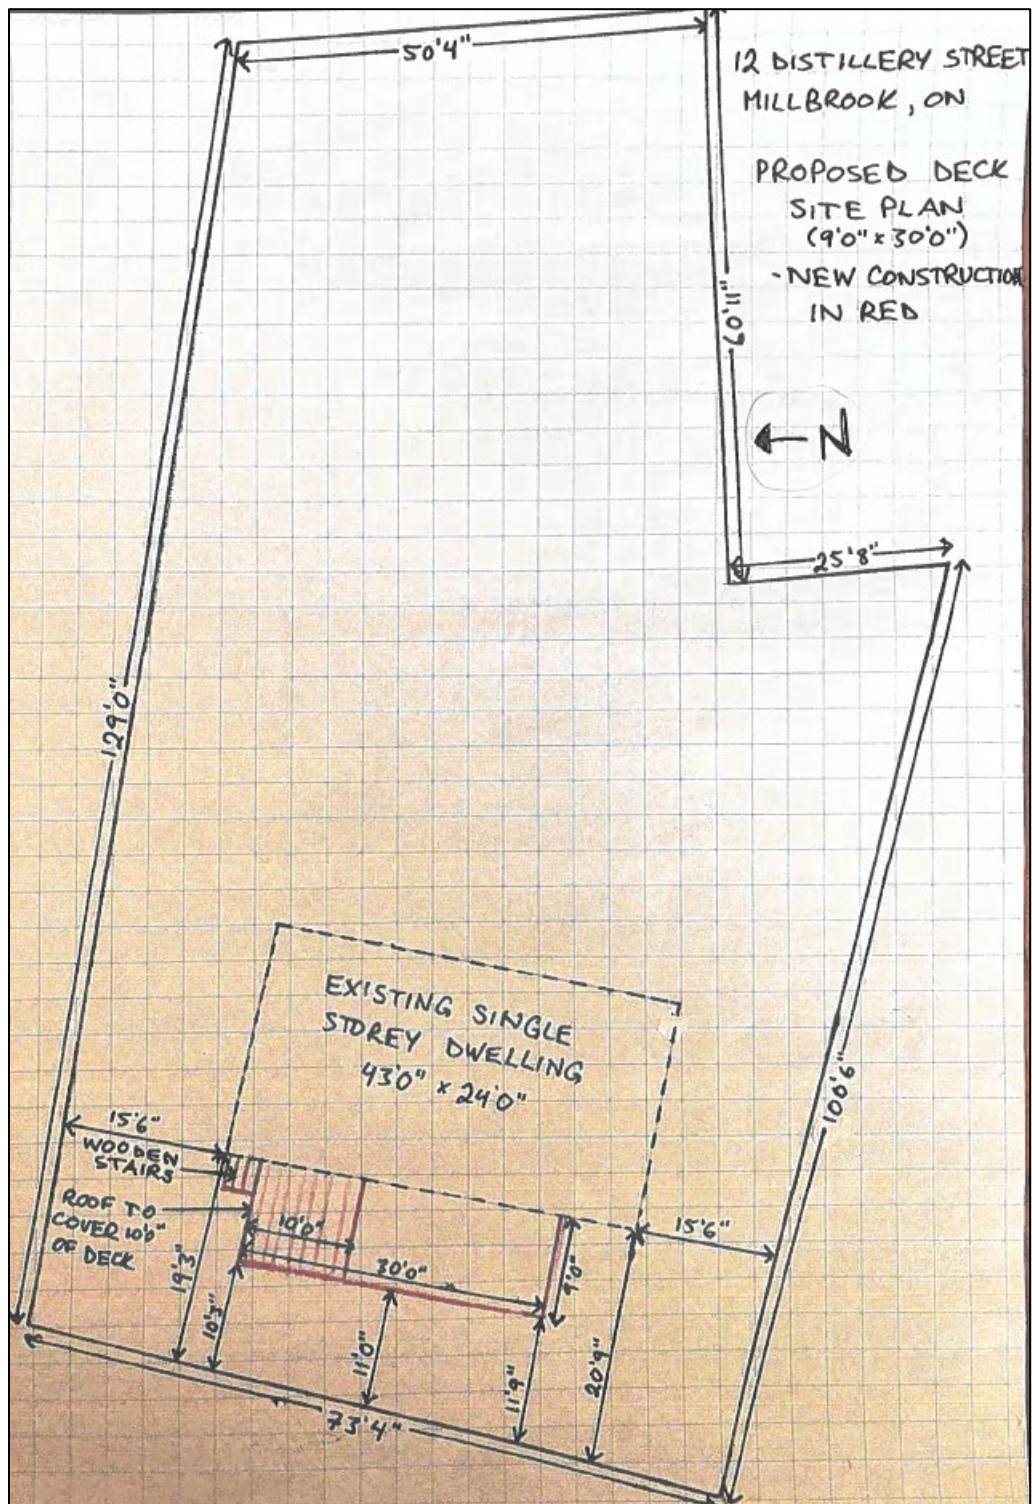 50'4"
12 DISTILLERY STREET
MILLBROOK, ON
PROPOSED DECK
SITE PLAN
(9'0" x 30'0")
- NEW CONSTRUCTION
IN RED
60'11"
N
25'8"
129'0"
EXISTING SINGLE
STOREY DWELLING
43'0" x 24'0"
100'6"
15'6"
WOODEN
STAIRS
ROOF TO
COVER 10'0"
OF DECK
10'0"
30'0"
9'0"
15'6"
19'3"
10'3"
11'0"
11'9"
20'9"
73'4"